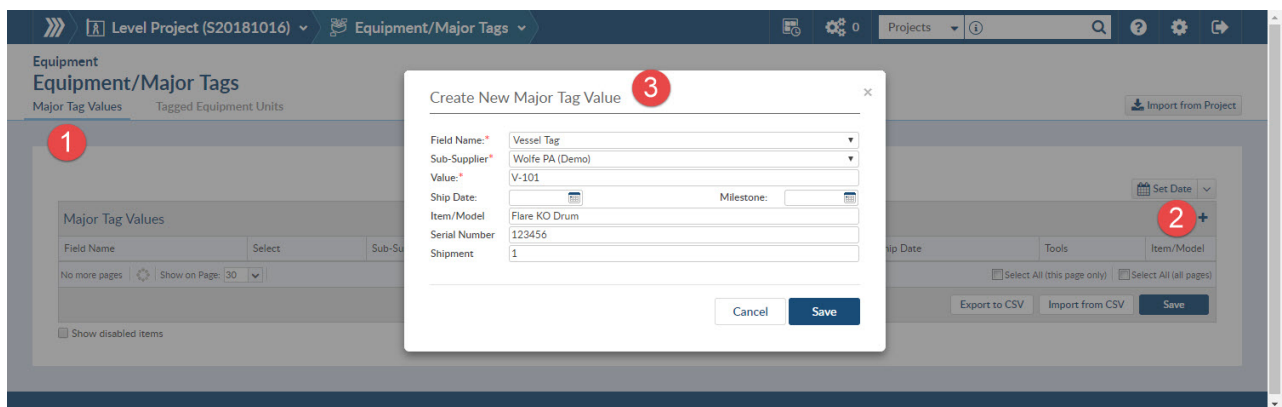 Level Project (S20181016) Equipment/Major Tags 0 Projects
Equipment
Equipment/Major Tags
Major Tag Values Tagged Equipment Units Import from Project
1
3
Create New Major Tag Value ×
Field Name:* Vessel Tag
Sub-Supplier* Wolfe PA (Demo)
Value:* V-101
Ship Date: Milestone:
Item/Model Flare KO Drum
Serial Number 123456
Shipment 1
Cancel Save
Set Date
Major Tag Values 2 +
Field Name Select Sub-Su hip Date Tools Item/Model
No more pages Show on Page: 30 Select All (this page only) Select All (all pages)
Export to CSV Import from CSV Save
Show disabled items